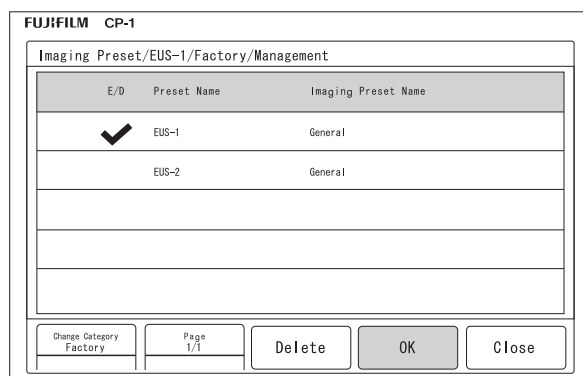 FUJIFILM CP-1
Imaging Preset/EUS-1/Factory/Management
E/D Preset Name Imaging Preset Name
EUS-1 General
EUS-2 General
Change Category
Factory
Page
1/1
Delete
OK
Close